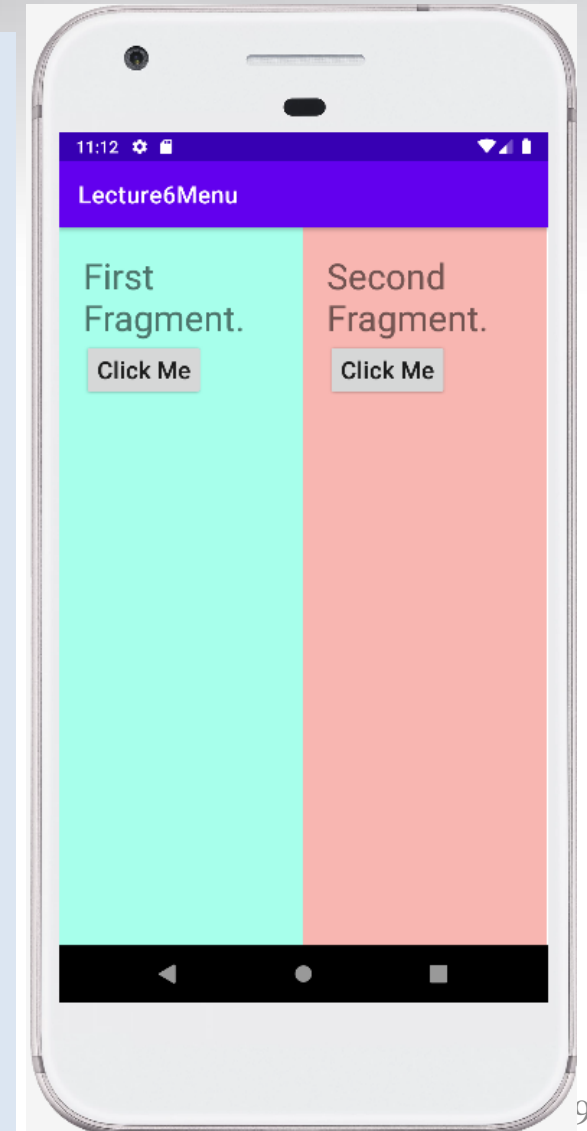 11:12
Lecture6Menu
First
Fragment.
Click Me
Second
Fragment.
Click Me
9